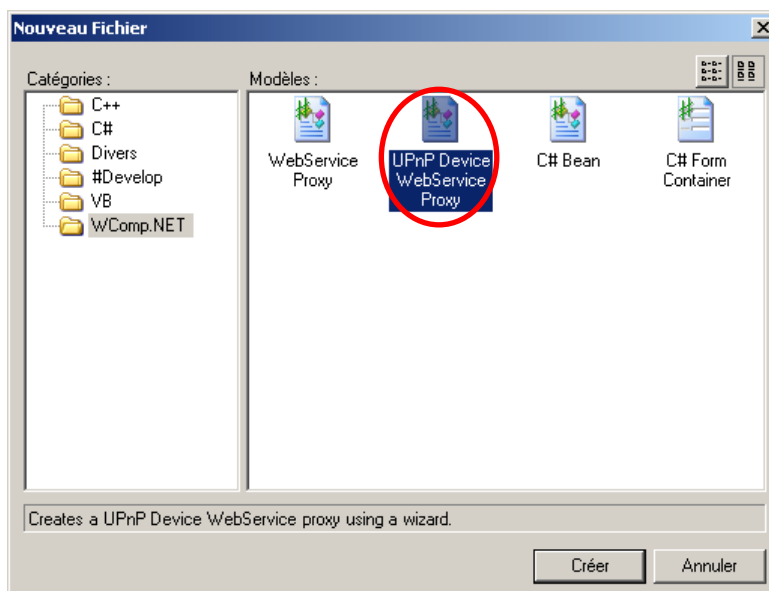 Nouveau Fichier
Catégories :
Modèles :
C++
C#
Divers
#Develop
VB
WComp.NET
WebService
Proxy
UPnP Device
WebService
Proxy
C# Bean
C# Form
Container
Creates a UPnP Device WebService proxy using a wizard.
Créer
Annuler